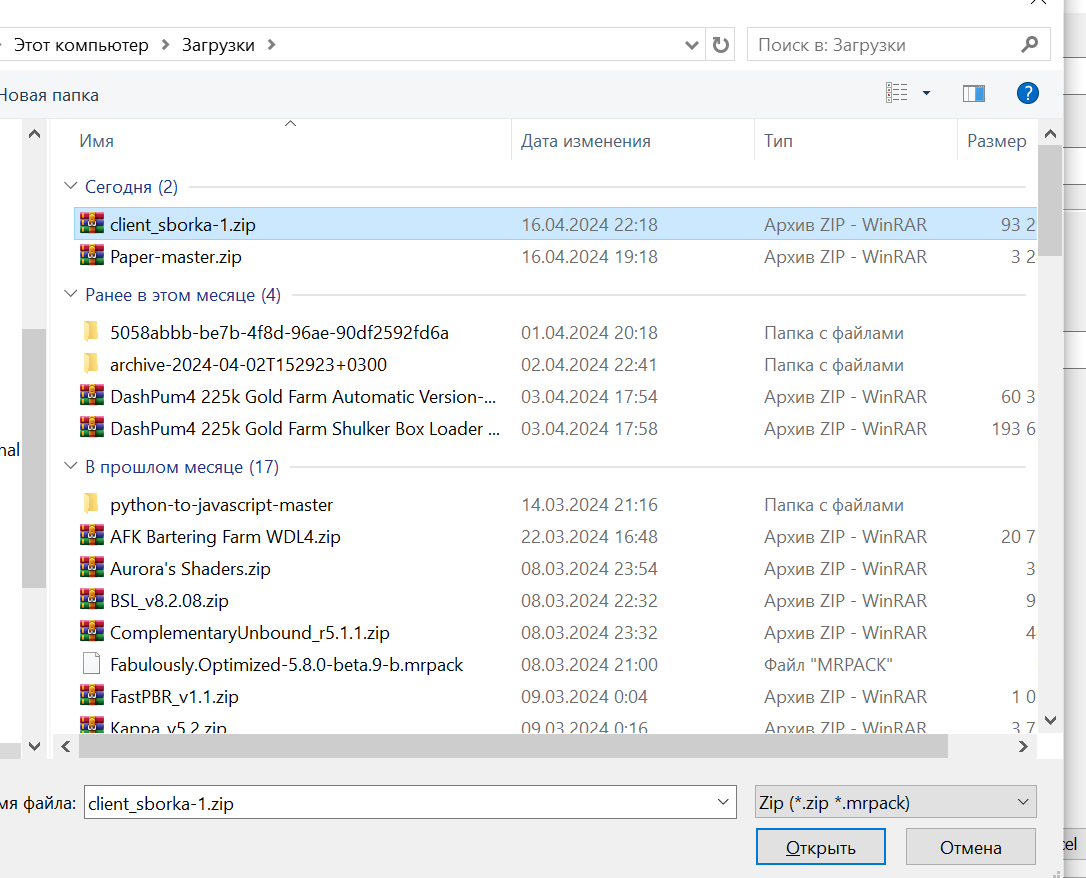 Этот компьютер > Загрузки >
Поиск в: Загрузки
Новая папка
Имя Дата изменения Тип Размер
Сегодня (2)
client_sborka-1.zip 16.04.2024 22:18 Архив ZIP - WinRAR 93 2
Paper-master.zip 16.04.2024 19:18 Архив ZIP - WinRAR 3 2
Ранее в этом месяце (4)
5058abbb-be7b-4f8d-96ae-90df2592fd6a 01.04.2024 20:18 Папка с файлами
archive-2024-04-02T152923+0300 02.04.2024 22:41 Папка с файлами
DashPum4 225k Gold Farm Automatic Version-... 03.04.2024 17:54 Архив ZIP - WinRAR 60 3
DashPum4 225k Gold Farm Shulker Box Loader ... 03.04.2024 17:58 Архив ZIP - WinRAR 193 6
nal
В прошлом месяце (17)
python-to-javascript-master 14.03.2024 21:16 Папка с файлами
AFK Bartering Farm WDL4.zip 22.03.2024 16:48 Архив ZIP - WinRAR 20 7
Aurora's Shaders.zip 08.03.2024 23:54 Архив ZIP - WinRAR 3
BSL_v8.2.08.zip 08.03.2024 22:32 Архив ZIP - WinRAR 9
ComplementaryUnbound_r5.1.1.zip 08.03.2024 23:32 Архив ZIP - WinRAR 4
Fabulously.Optimized-5.8.0-beta.9-b.mrpack 08.03.2024 21:00 Файл "MRPACK"
FastPBR_v1.1.zip 09.03.2024 0:04 Архив ZIP - WinRAR 1 0
Kappa_v5.2.zip 09.03.2024 0:16 Архив ZIP - WinRAR 3 7
мя файла: client_sborka-1.zip Zip (*.zip *.mrpack)
Открыть Отмена
cel